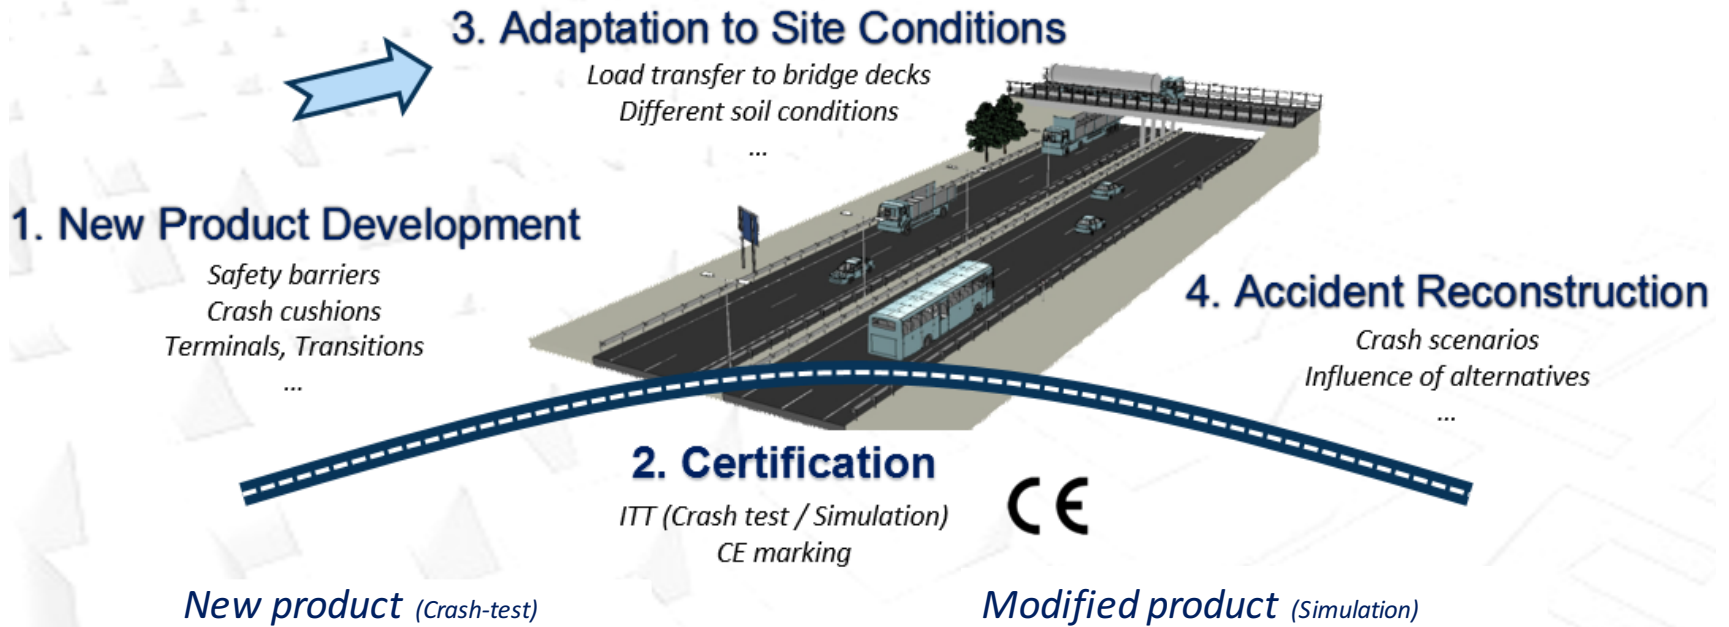 3. Adaptation to Site Conditions
Load transfer to bridge decks
Different soil conditions
...
1. New Product Development
Safety barriers
Crash cushions
Terminals, Transitions
...
4. Accident Reconstruction
Crash scenarios
Influence of alternatives
...
2. Certification
ITT (Crash test / Simulation)
CE marking
CE
New product (Crash-test)
Modified product (Simulation)